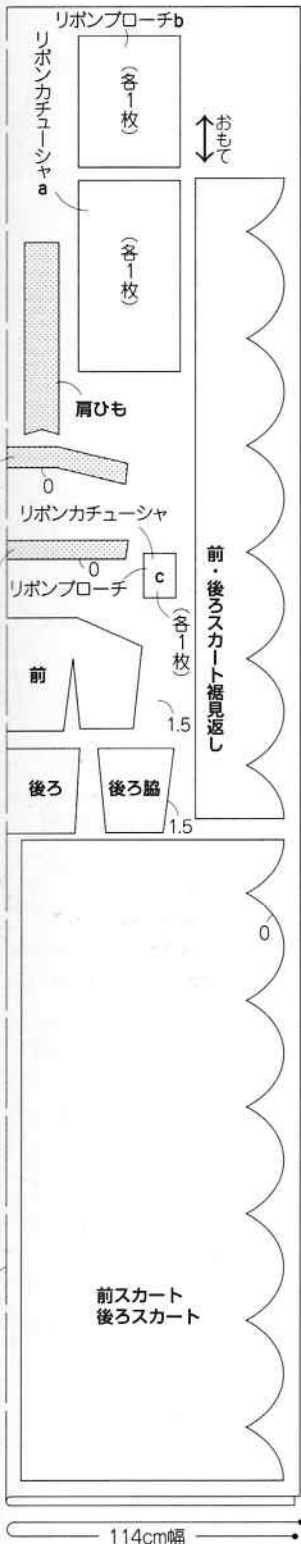 リボンブローチb
(各1枚)
リボンカチューシャ
a
おもて
(各1枚)
肩ひも
0
リボンカチューシャ
0
リボンブローチ
c
(各1枚)
前・後ろスカート裾見返し
前
1.5
後ろ
後ろ脇
1.5
0
前スカート
後ろスカート
114cm幅